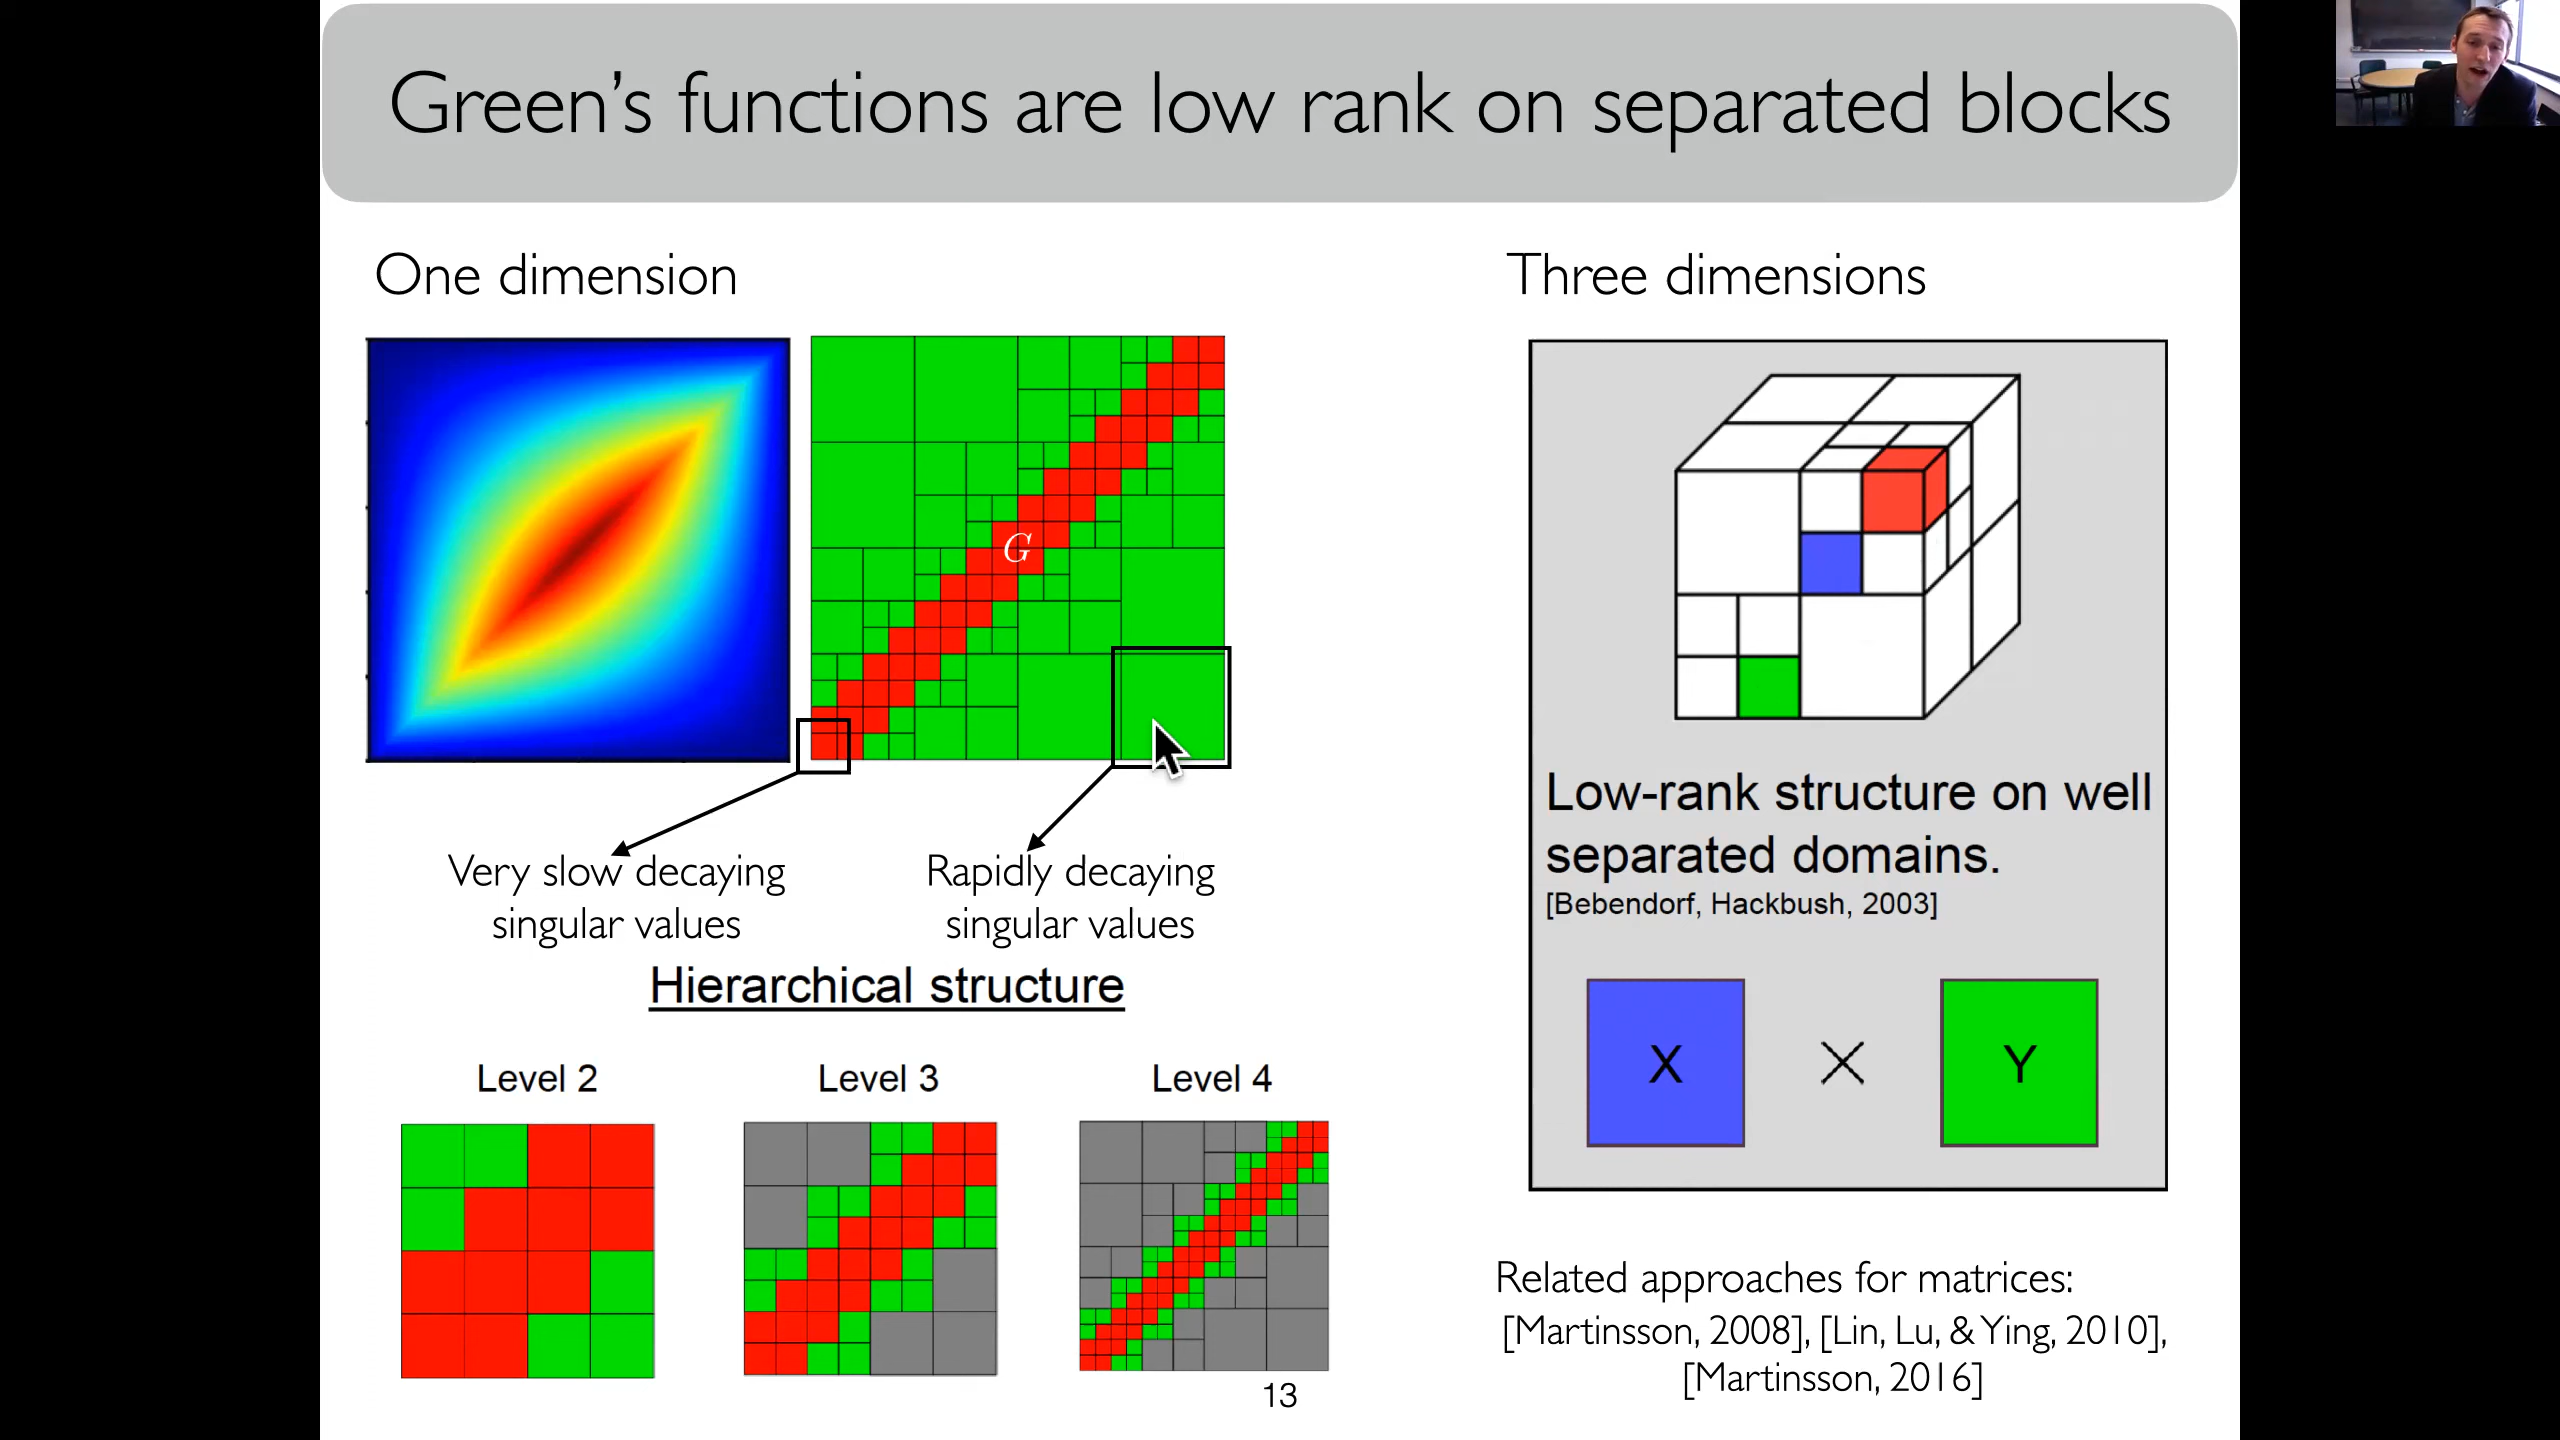 Green's functions are low rank on separated blocks
One dimension
Three dimensions
G
Very slow decaying
singular values
Rapidly decaying
singular values
Hierarchical structure
Level 2
Level 3
Level 4
Low-rank structure on well
separated domains.
[Bebendorf, Hackbush, 2003]
X × Y
Related approaches for matrices:
[Martinsson, 2008], [Lin, Lu, & Ying, 2010],
[Martinsson, 2016]
13